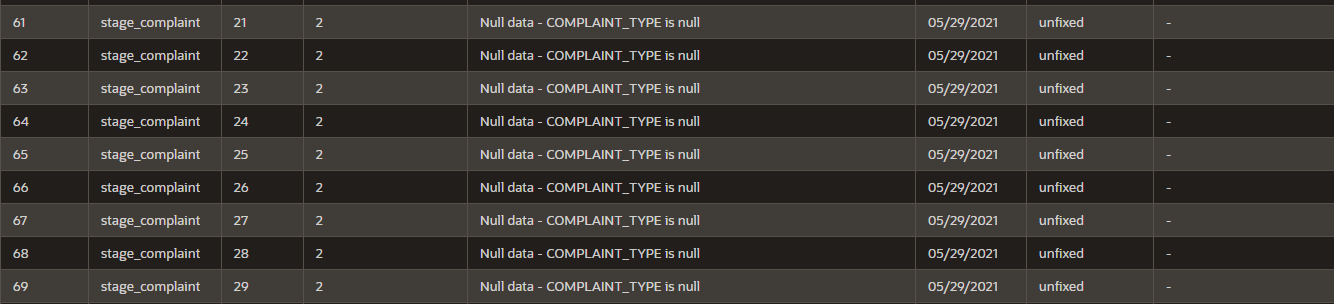 61 stage_complaint 21 2 Null data - COMPLAINT_TYPE is null 05/29/2021 unfixed -
62 stage_complaint 22 2 Null data - COMPLAINT_TYPE is null 05/29/2021 unfixed -
63 stage_complaint 23 2 Null data - COMPLAINT_TYPE is null 05/29/2021 unfixed -
64 stage_complaint 24 2 Null data - COMPLAINT_TYPE is null 05/29/2021 unfixed -
65 stage_complaint 25 2 Null data - COMPLAINT_TYPE is null 05/29/2021 unfixed -
66 stage_complaint 26 2 Null data - COMPLAINT_TYPE is null 05/29/2021 unfixed -
67 stage_complaint 27 2 Null data - COMPLAINT_TYPE is null 05/29/2021 unfixed -
68 stage_complaint 28 2 Null data - COMPLAINT_TYPE is null 05/29/2021 unfixed -
69 stage_complaint 29 2 Null data - COMPLAINT_TYPE is null 05/29/2021 unfixed -